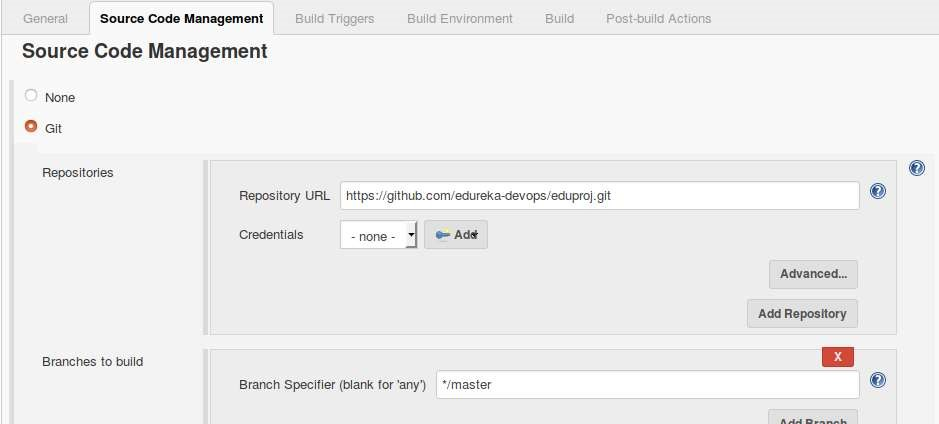 General Source Code Management Build Triggers Build Environment Build Post-build Actions
Source Code Management
None
Git
Repositories
Repository URL https://github.com/edureka-devops/eduproj.git
Credentials - none - Add
Advanced...
Add Repository
Branches to build
X
Branch Specifier (blank for 'any') */master
Add Branch